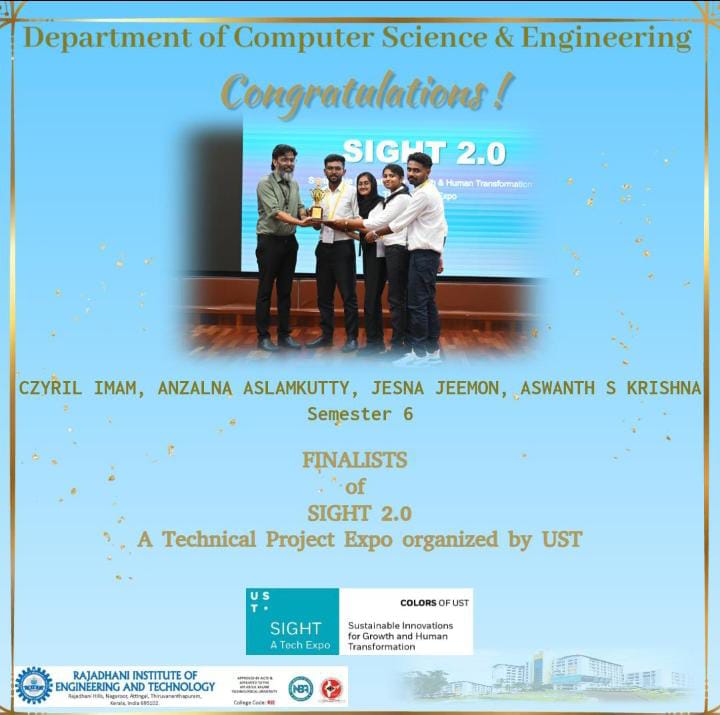 Department of Computer Science & Engineering
Congratulations !
SIGHT 2.0
& Human Transformation
Expo
CZYRIL IMAM, ANZALNA ASLAMKUTTY, JESNA JEEMON, ASWANTH S KRISHNA
Semester 6
FINALISTS
of
SIGHT 2.0
A Technical Project Expo organized by UST
U S
T
COLORS OF UST
SIGHT
A Tech Expo
Sustainable Innovations
for Growth and Human
Transformation
RAJADHANI INSTITUTE OF
ENGINEERING AND TECHNOLOGY
Rajadhani Hills, Nagaroor, Attingal, Thiruvananthapuram,
Kerala, India 695102.
APPROVED BY AICTE &
AFFILIATED TO THE
APJ ABDUL KALAM
TECHNOLOGICAL UNIVERSITY
College Code:
NBA